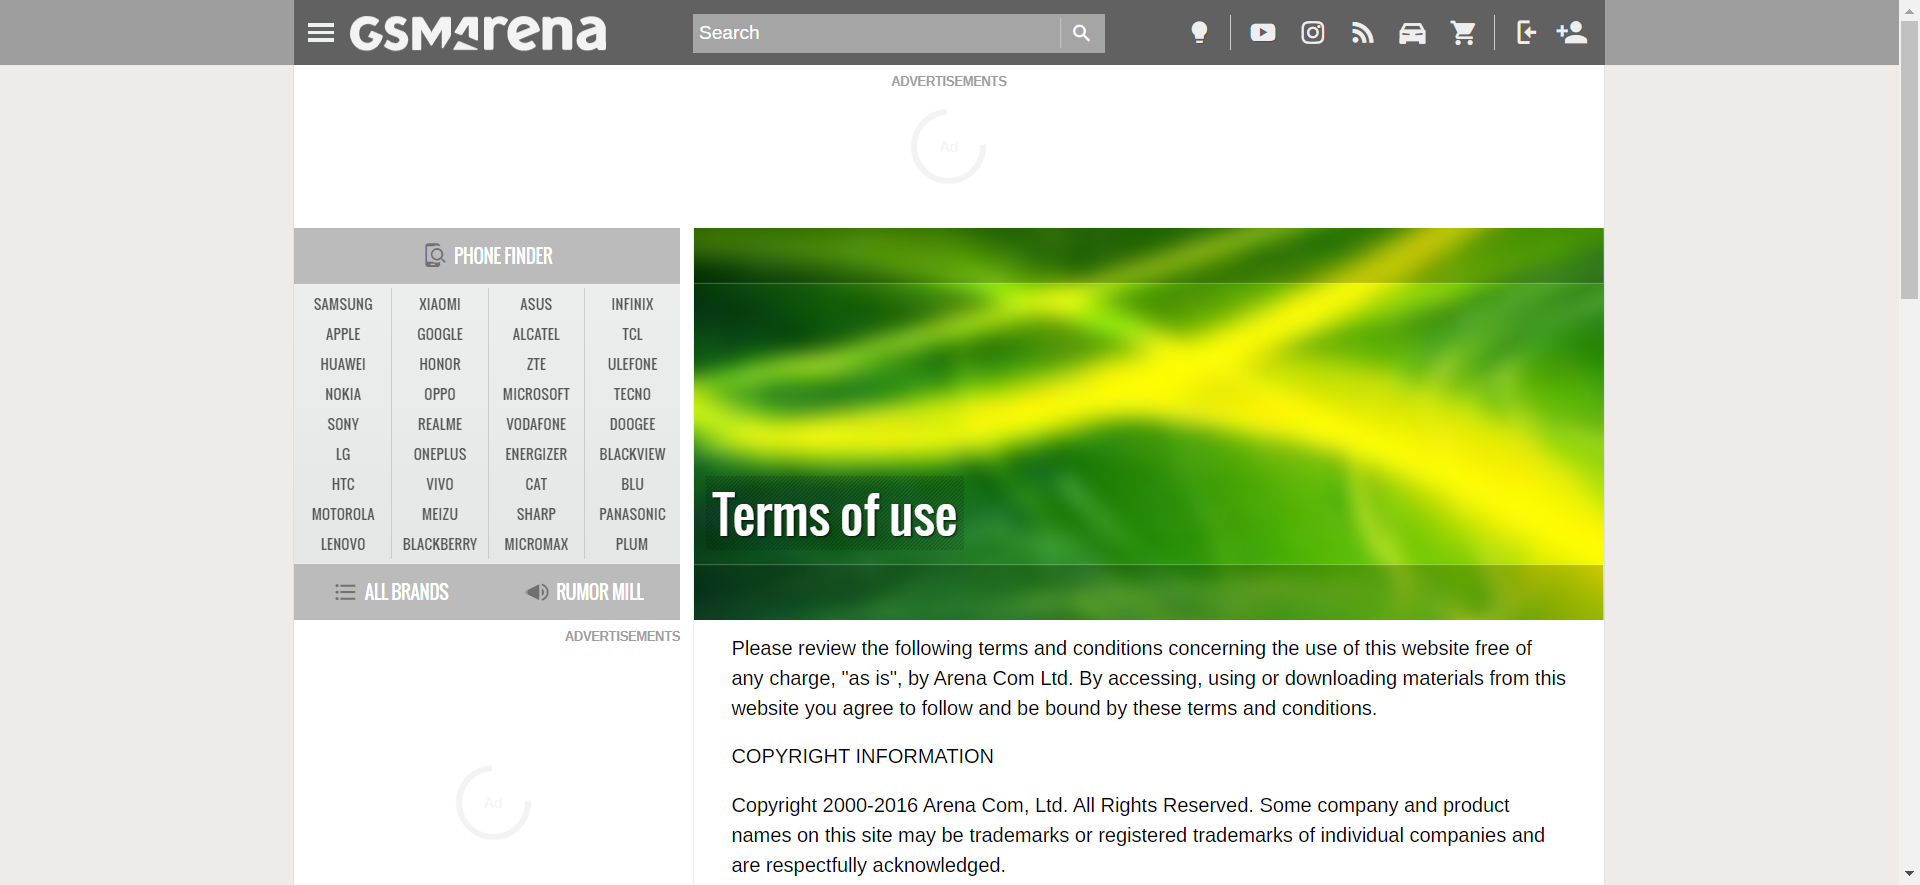 GSMArena
Search
ADVERTISEMENTS
Ad
PHONE FINDER
SAMSUNG XIAOMI ASUS INFINIX
APPLE GOOGLE ALCATEL TCL
HUAWEI HONOR ZTE ULEFONE
NOKIA OPPO MICROSOFT TECNO
SONY REALME VODAFONE DOOGEE
LG ONEPLUS ENERGIZER BLACKVIEW
HTC VIVO CAT BLU
MOTOROLA MEIZU SHARP PANASONIC
LENOVO BLACKBERRY MICROMAX PLUM
ALL BRANDS RUMOR MILL
ADVERTISEMENTS
Ad
Terms of use
Please review the following terms and conditions concerning the use of this website free of
any charge, "as is", by Arena Com Ltd. By accessing, using or downloading materials from this
website you agree to follow and be bound by these terms and conditions.
COPYRIGHT INFORMATION
Copyright 2000-2016 Arena Com, Ltd. All Rights Reserved. Some company and product
names on this site may be trademarks or registered trademarks of individual companies and
are respectfully acknowledged.